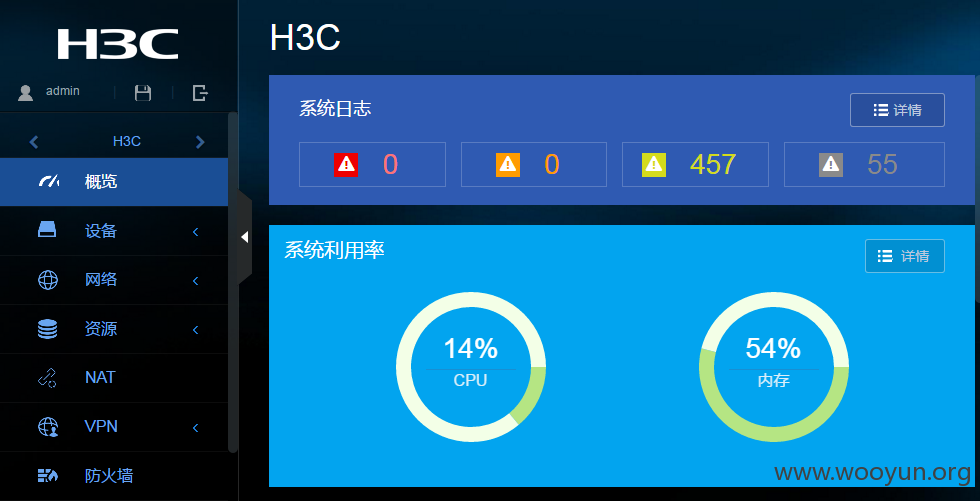 H3C
admin
H3C
概览
设备
网络
资源
NAT
VPN
防火墙
H3C
系统日志
详情
0
0
457
55
系统利用率
详情
14%
CPU
54%
内存
www.wooyun.org